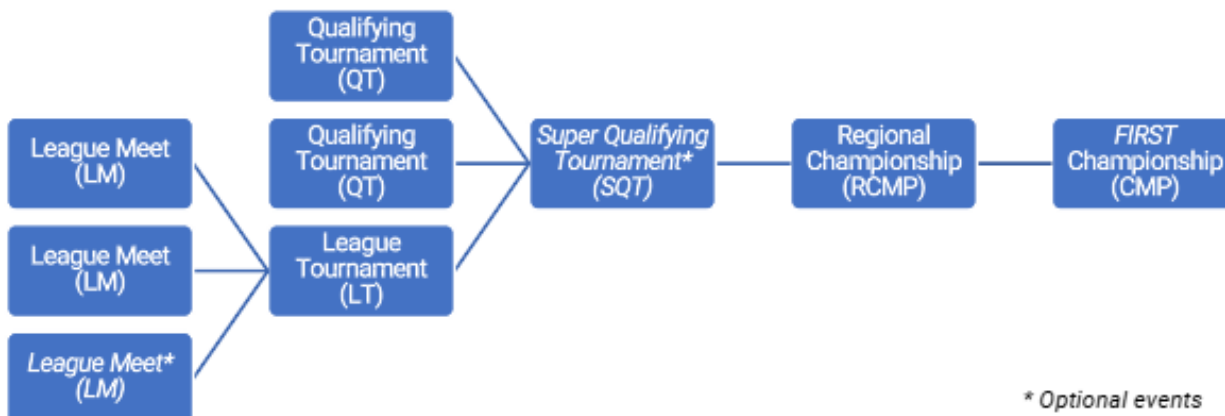 Qualifying
Tournament
(QT)
League Meet
(LM)
Qualifying
Tournament
(QT)
Super Qualifying
Tournament*
(SQT)
Regional
Championship
(RCMP)
FIRST
Championship
(CMP)
League Meet
(LM)
League
Tournament
(LT)
League Meet*
(LM)
* Optional events